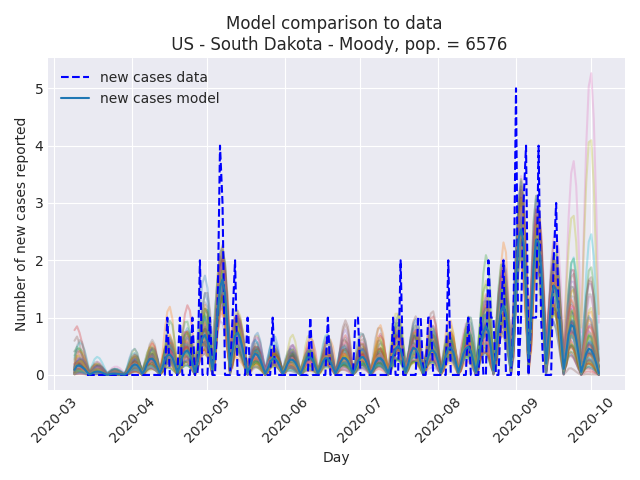 Model comparison to data
US - South Dakota - Moody, pop. = 6576
new cases data
new cases model
Number of new cases reported
5
4
3
2
1
0
2020-03
2020-04
2020-05
2020-06
2020-07
2020-08
2020-09
2020-10
Day